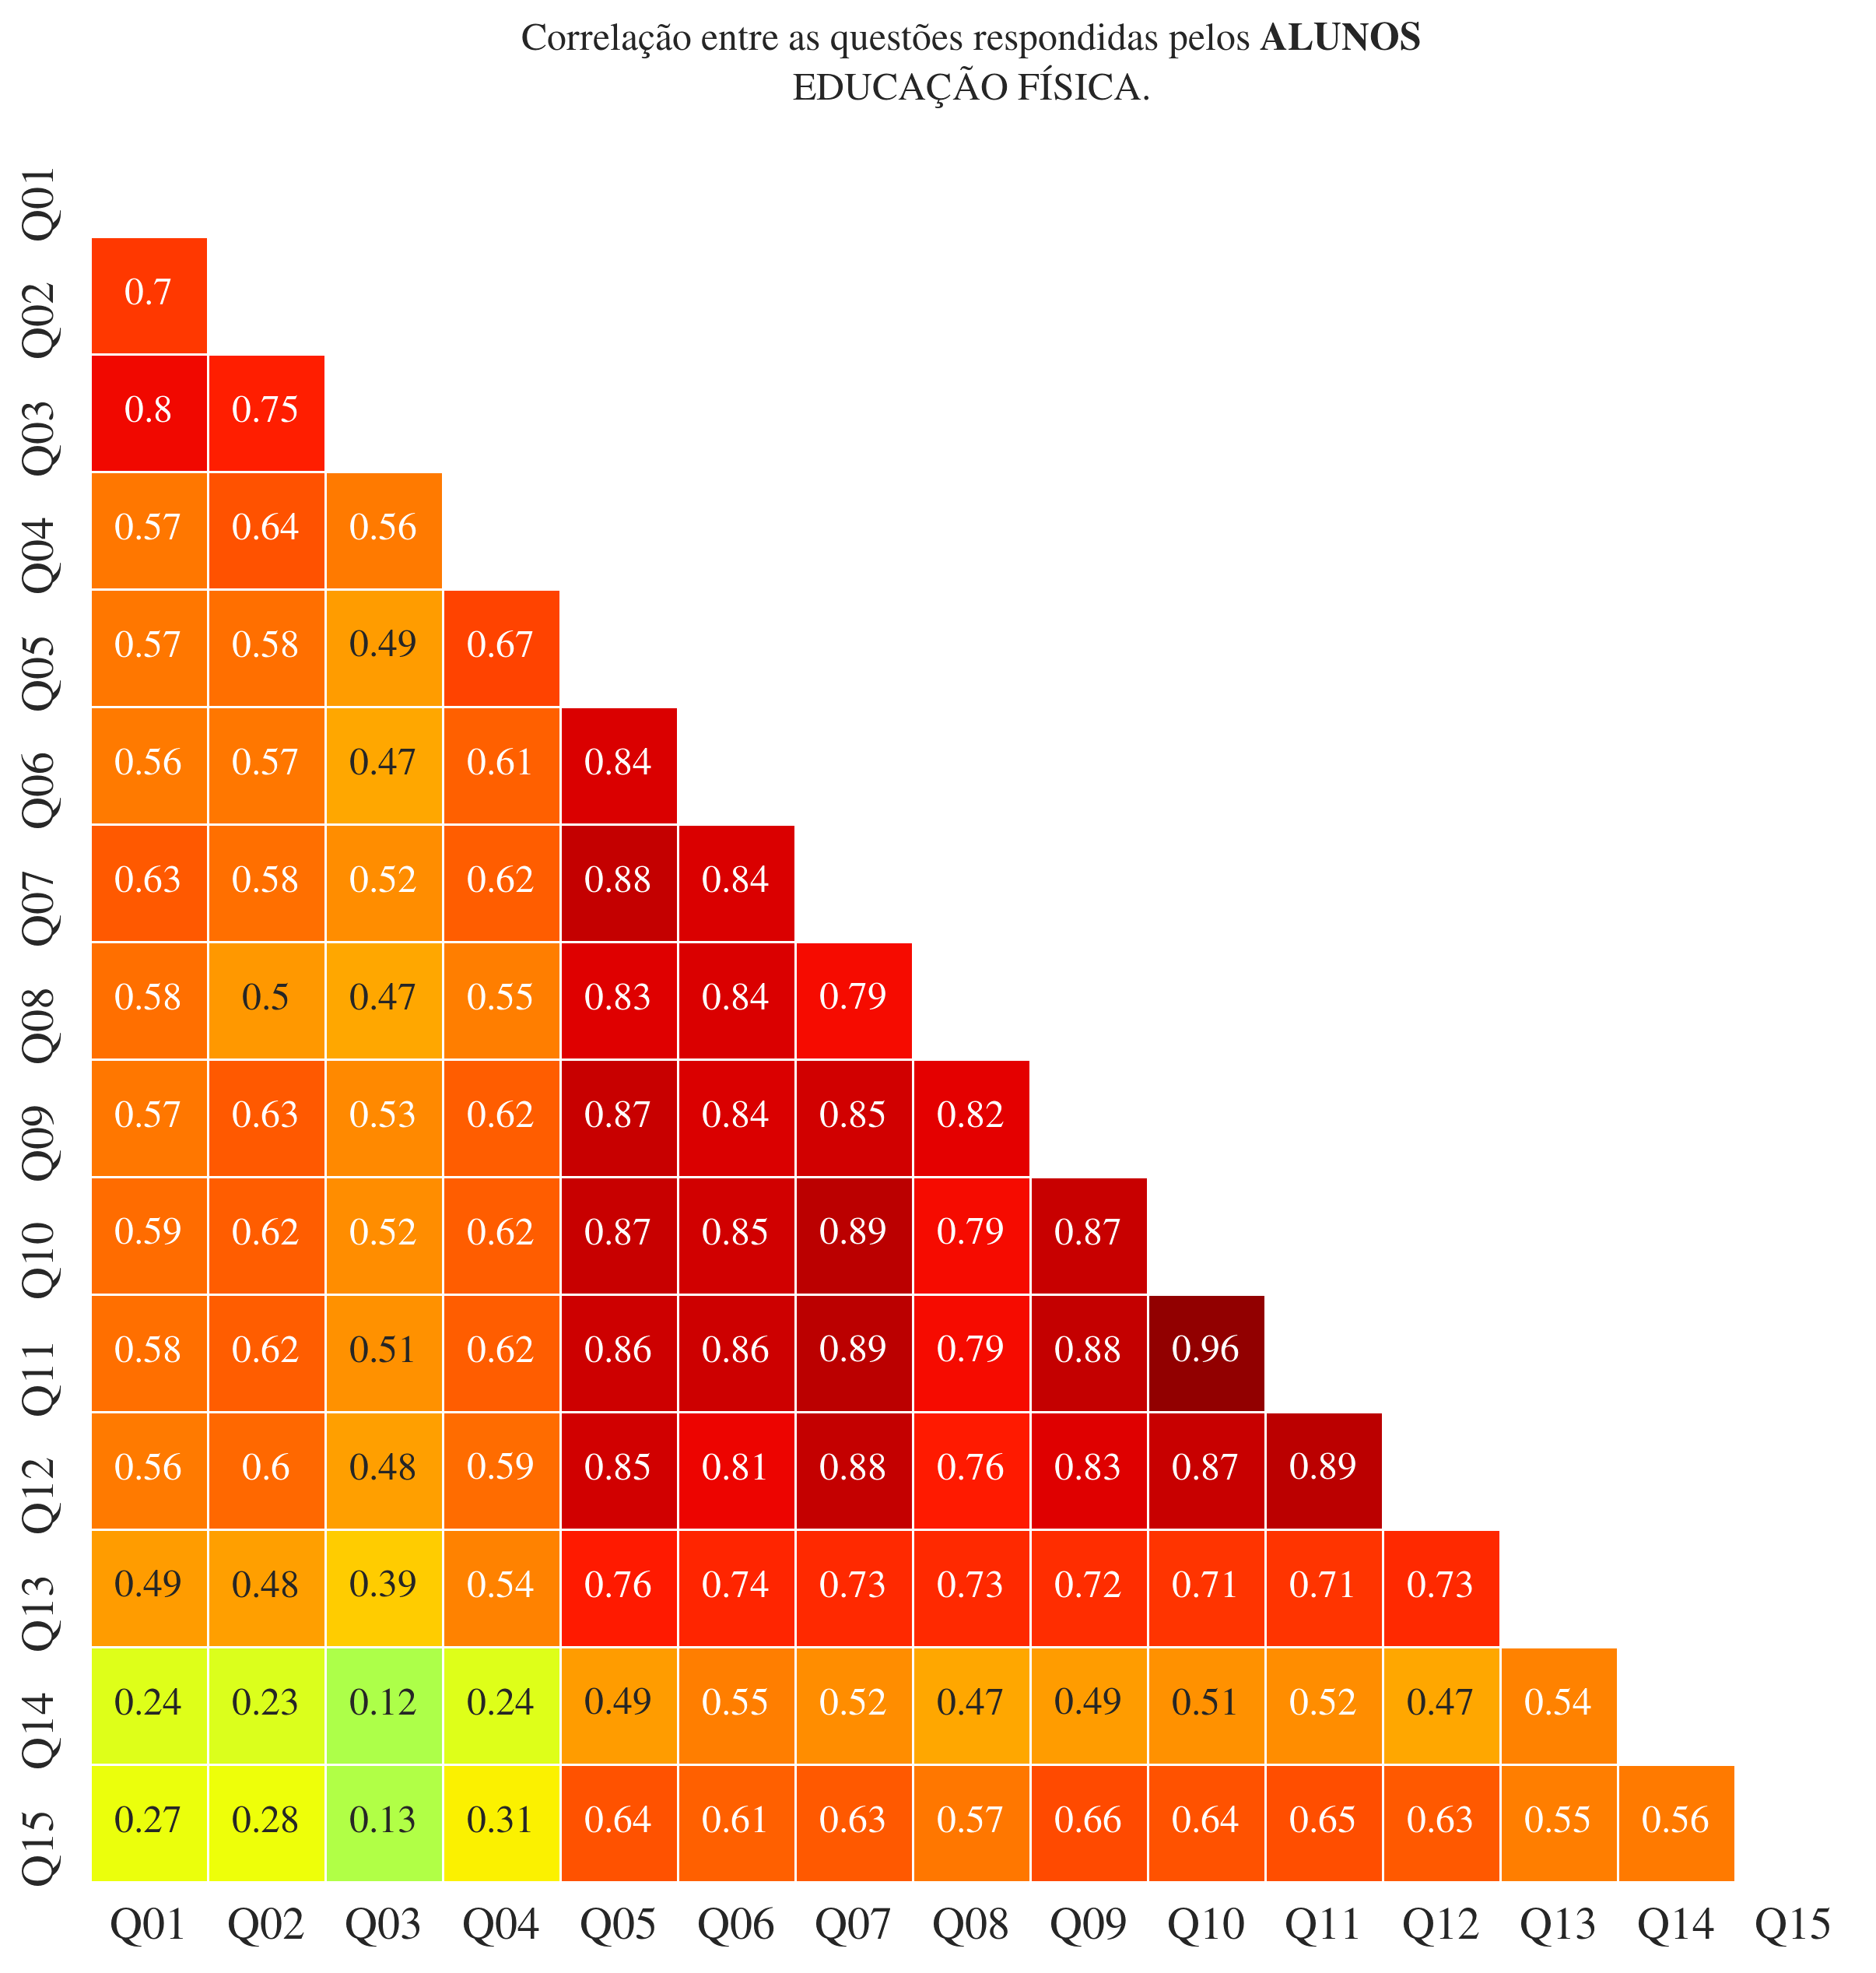 Correlação entre as questões respondidas pelos ALUNOS
EDUCAÇÃO FÍSICA.
Q01
Q02 0.7
Q03 0.8 0.75
Q04 0.57 0.64 0.56
Q05 0.57 0.58 0.49 0.67
Q06 0.56 0.57 0.47 0.61 0.84
Q07 0.63 0.58 0.52 0.62 0.88 0.84
Q08 0.58 0.5 0.47 0.55 0.83 0.84 0.79
Q09 0.57 0.63 0.53 0.62 0.87 0.84 0.85 0.82
Q10 0.59 0.62 0.52 0.62 0.87 0.85 0.89 0.79 0.87
Q11 0.58 0.62 0.51 0.62 0.86 0.86 0.89 0.79 0.88 0.96
Q12 0.56 0.6 0.48 0.59 0.85 0.81 0.88 0.76 0.83 0.87 0.89
Q13 0.49 0.48 0.39 0.54 0.76 0.74 0.73 0.73 0.72 0.71 0.71 0.73
Q14 0.24 0.23 0.12 0.24 0.49 0.55 0.52 0.47 0.49 0.51 0.52 0.47 0.54
Q15 0.27 0.28 0.13 0.31 0.64 0.61 0.63 0.57 0.66 0.64 0.65 0.63 0.55 0.56
Q01 Q02 Q03 Q04 Q05 Q06 Q07 Q08 Q09 Q10 Q11 Q12 Q13 Q14 Q15